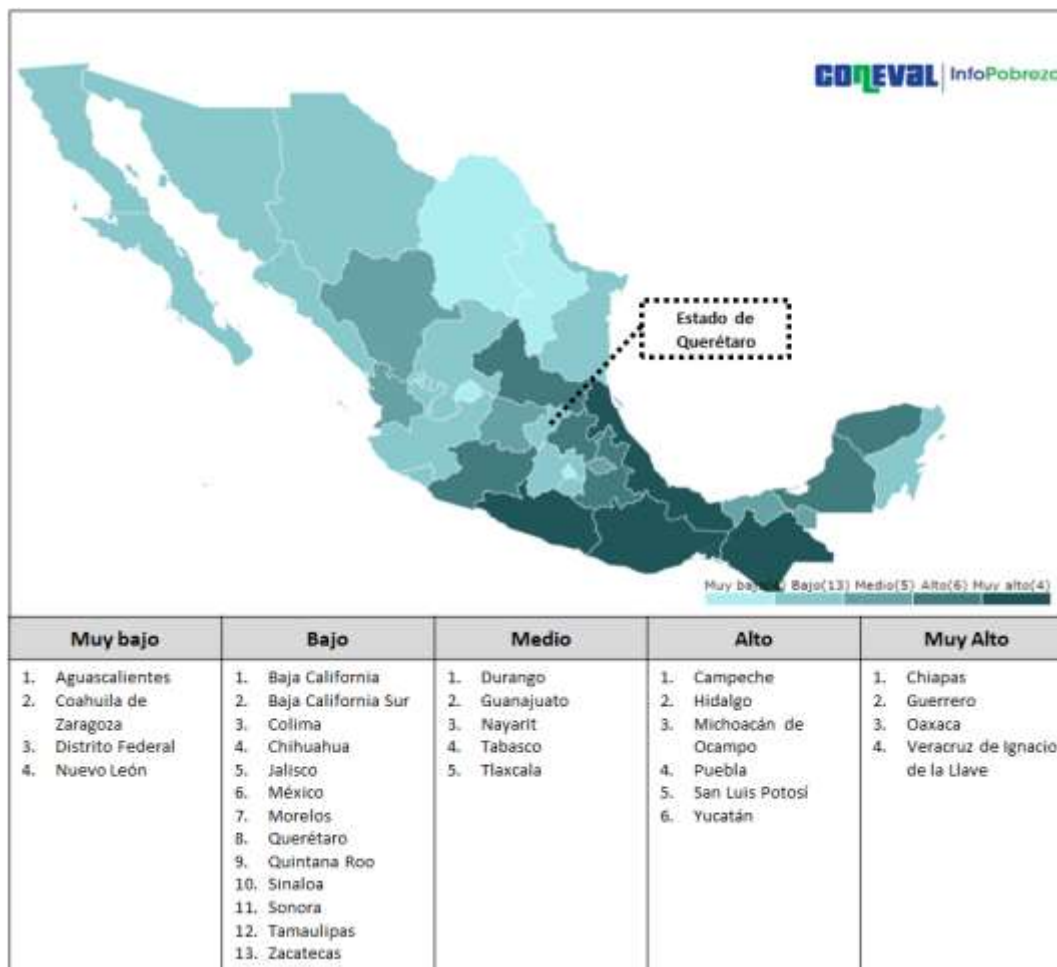 CONEVAL InfoPobreza
Estado de
Querétaro
Muy bajo(4) Bajo(13) Medio(5) Alto(6) Muy alto(4)
Muy bajo
1. Aguascalientes
2. Coahuila de
Zaragoza
3. Distrito Federal
4. Nuevo León
Bajo
1. Baja California
2. Baja California Sur
3. Colima
4. Chihuahua
5. Jalisco
6. México
7. Morelos
8. Querétaro
9. Quintana Roo
10. Sinaloa
11. Sonora
12. Tamaulipas
13. Zacatecas
Medio
1. Durango
2. Guanajuato
3. Nayarit
4. Tabasco
5. Tlaxcala
Alto
1. Campeche
2. Hidalgo
3. Michoacán de
Ocampo
4. Puebla
5. San Luis Potosí
6. Yucatán
Muy Alto
1. Chiapas
2. Guerrero
3. Oaxaca
4. Veracruz de Ignacio
de la Llave